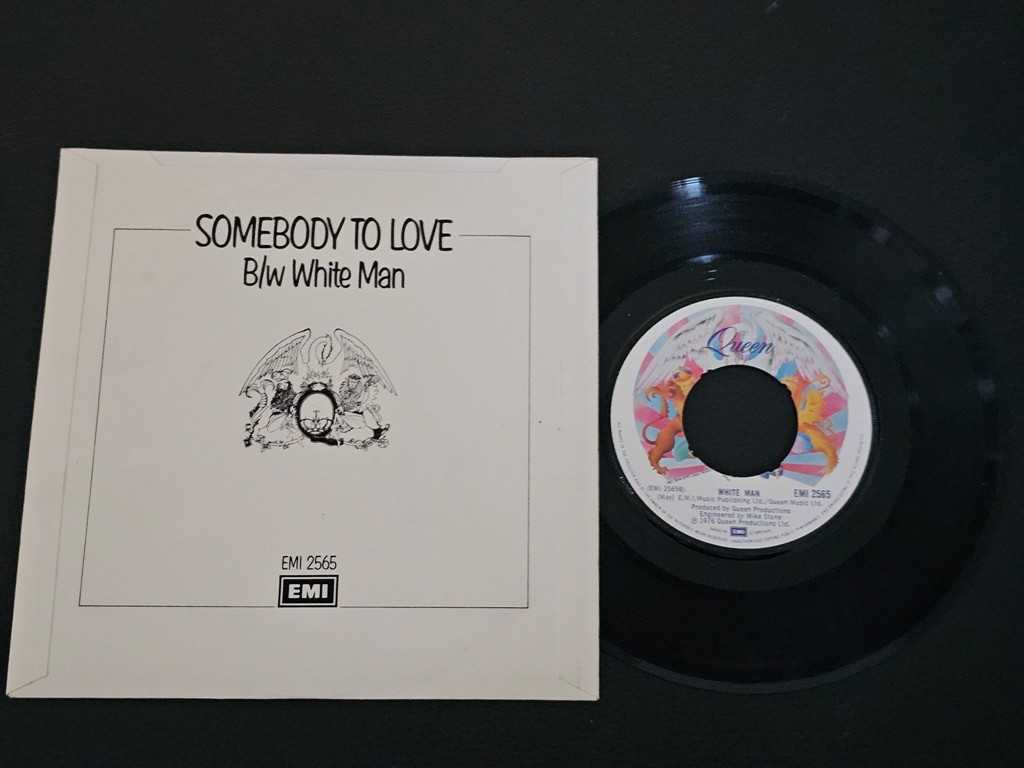 SOMEBODY TO LOVE
B/w White Man
EMI 2565
EMI
Queen
(EMI 2565B)
WHITE MAN
EMI 2565
(May) E.M.I. Music Publishing Ltd./Queen Music Ltd.
Produced by Queen Productions
Engineered by Mike Stone
℗ 1976 Queen Productions Ltd.
EMI